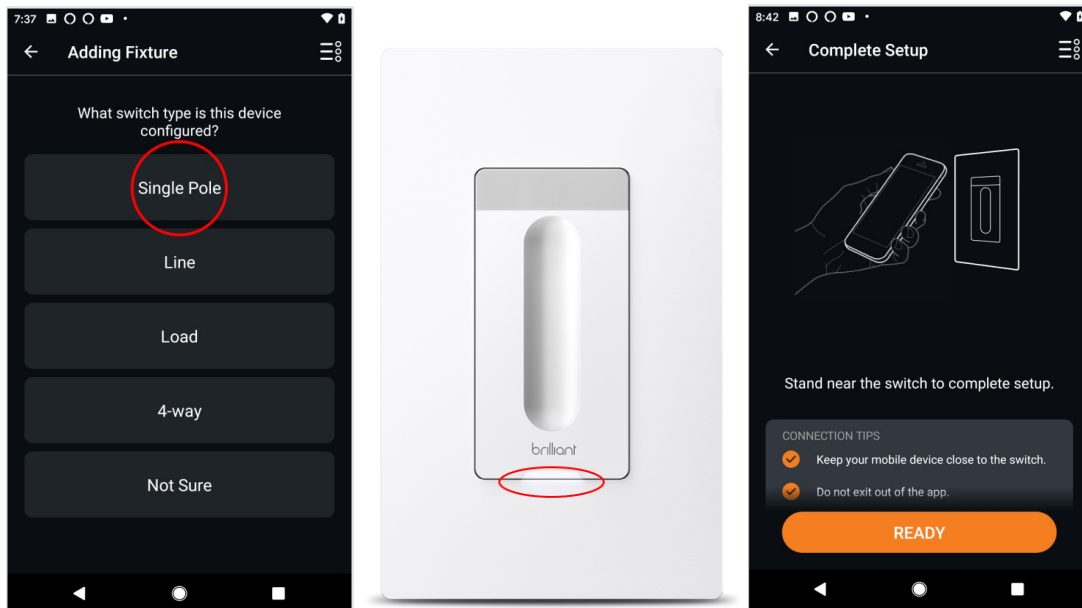 7:37
Adding Fixture
What switch type is this device
configured?
Single Pole
Line
Load
4-way
Not Sure
brilliant
8:42
Complete Setup
Stand near the switch to complete setup.
CONNECTION TIPS
Keep your mobile device close to the switch.
Do not exit out of the app.
READY